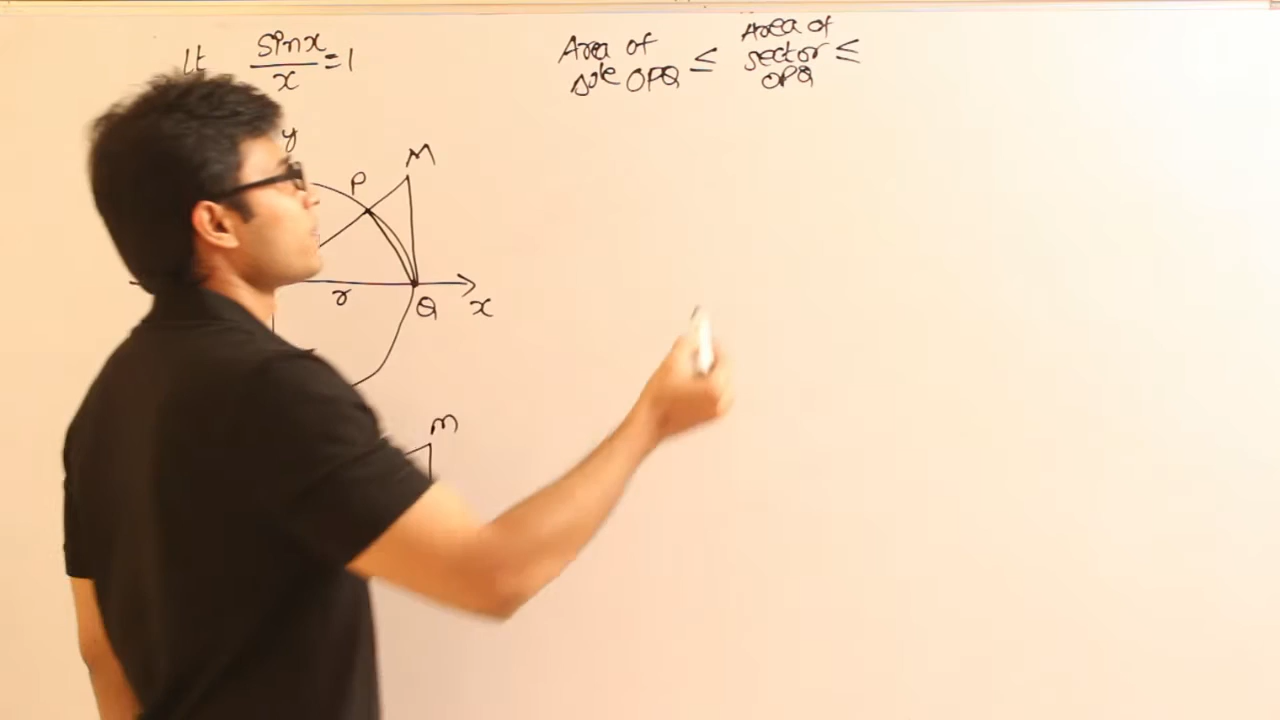 lt sinx
x =1
Area of
Δle OPQ ≤
Area of
sector ≤
OPQ
y
P
M
r
Q
x
M